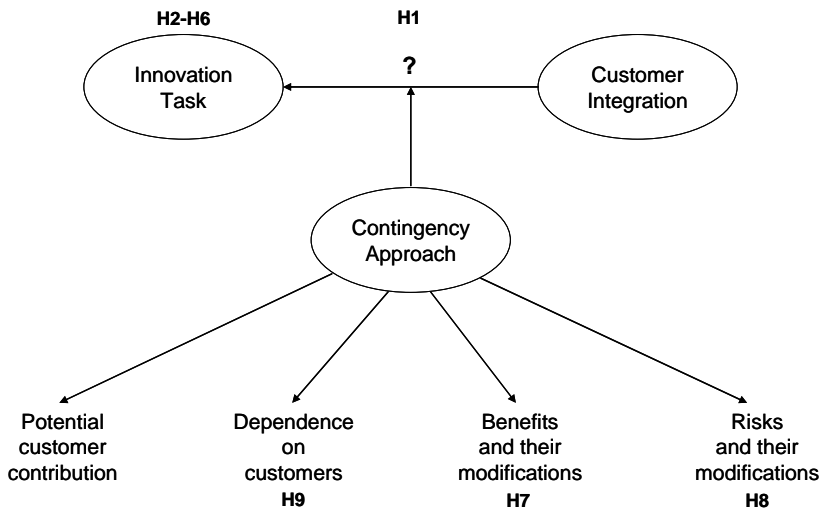 H2-H6
H1
?
Innovation
Task
Customer
Integration
Contingency
Approach
Potential
customer
contribution
Dependence
on
customers
H9
Benefits
and their
modifications
H7
Risks
and their
modifications
H8